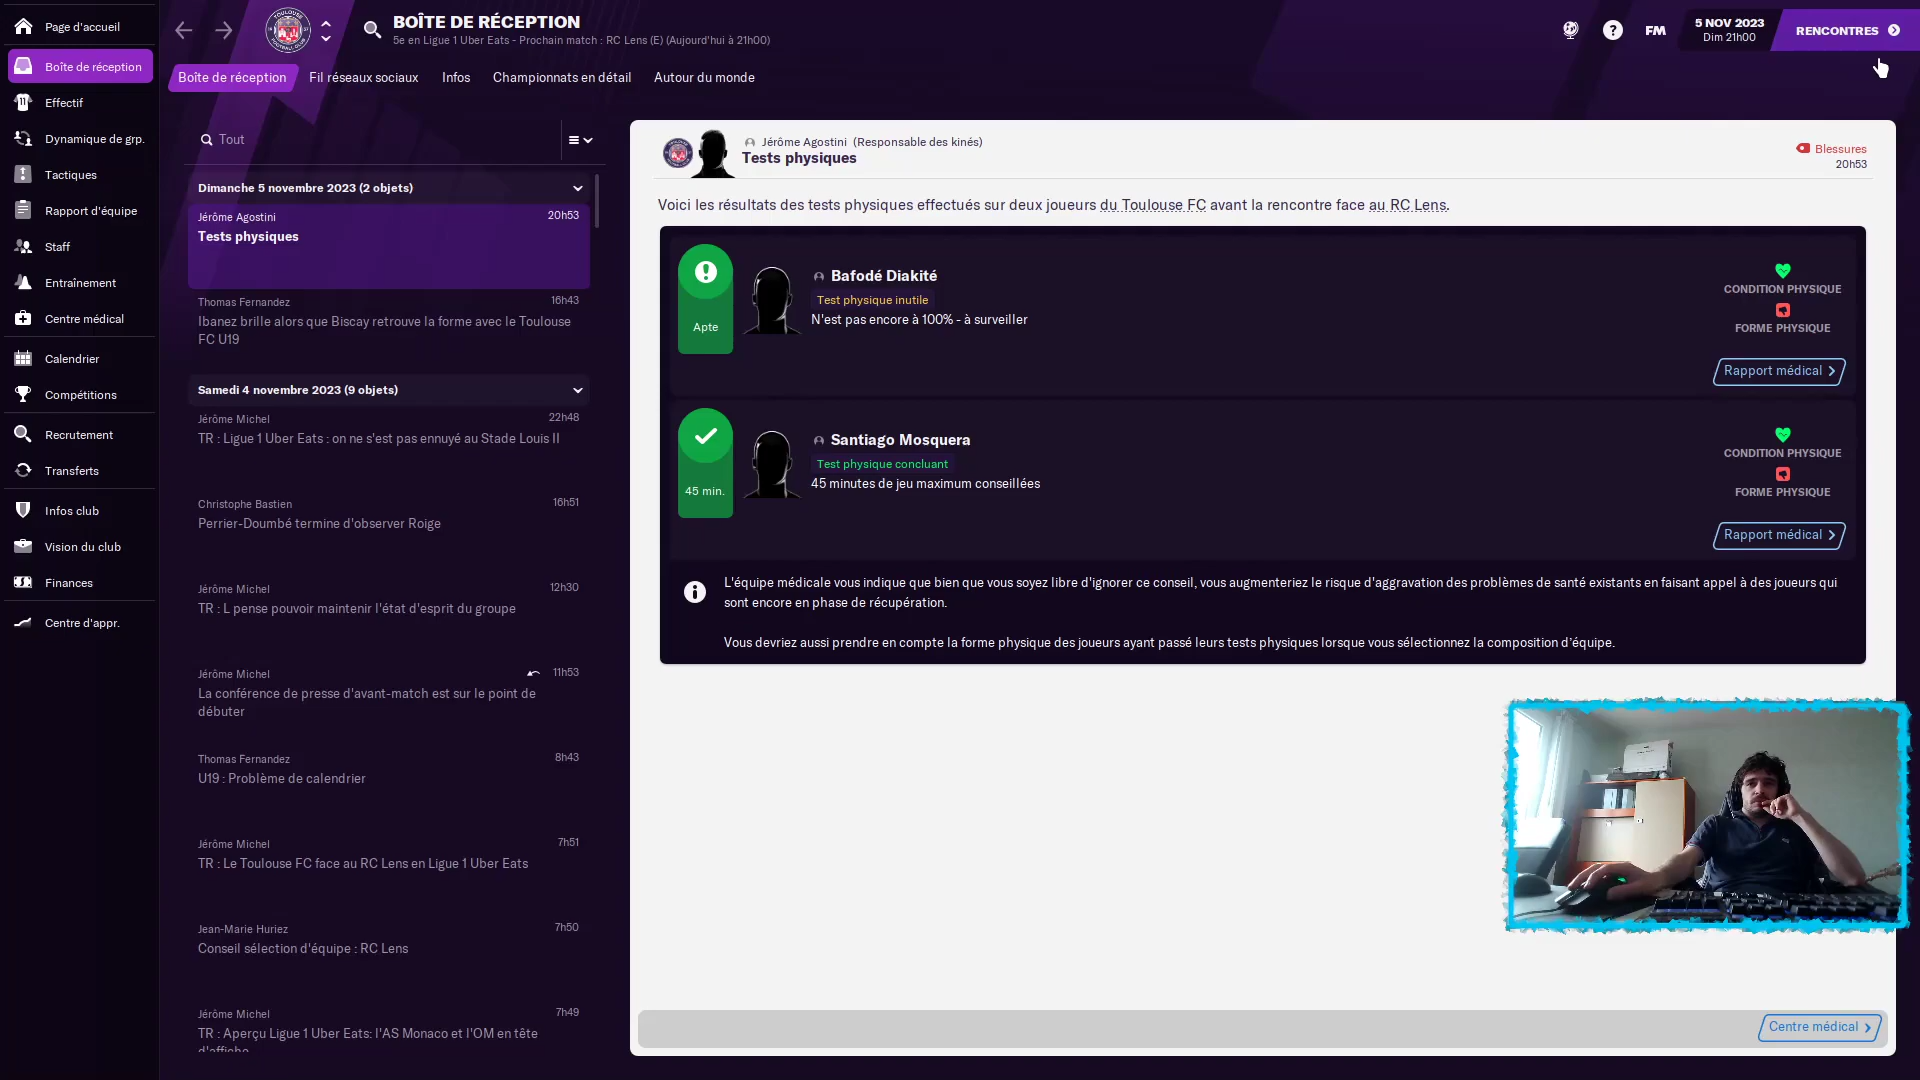 Page d'accueil
Boîte de réception
Effectif
Dynamique de grp.
Tactiques
Rapport d'équipe
Staff
Entraînement
Centre médical
Calendrier
Compétitions
Recrutement
Transferts
Infos club
Vision du club
Finances
Centre d'appr.
BOÎTE DE RÉCEPTION
5e en Ligue 1 Uber Eats - Prochain match : RC Lens (E) (Aujourd'hui à 21h00)
FM
5 NOV 2023
Dim 21h00
RENCONTRES
Boîte de réception
Fil réseaux sociaux
Infos
Championnats en détail
Autour du monde
Tout
Dimanche 5 novembre 2023 (2 objets)
Jérôme Agostini 20h53
Tests physiques
Thomas Fernandez 16h43
Ibanez brille alors que Biscay retrouve la forme avec le Toulouse
FC U19
Samedi 4 novembre 2023 (9 objets)
Jérôme Michel 22h48
TR : Ligue 1 Uber Eats : on ne s'est pas ennuyé au Stade Louis II
Christophe Bastien 16h51
Perrier-Doumbé termine d'observer Roige
Jérôme Michel 12h30
TR : L pense pouvoir maintenir l'état d'esprit du groupe
Jérôme Michel 11h53
La conférence de presse d'avant-match est sur le point de
débuter
Thomas Fernandez 8h43
U19 : Problème de calendrier
Jérôme Michel 7h51
TR : Le Toulouse FC face au RC Lens en Ligue 1 Uber Eats
Jean-Marie Huriez 7h50
Conseil sélection d'équipe : RC Lens
Jérôme Michel 7h49
TR : Aperçu Ligue 1 Uber Eats: l'AS Monaco et l'OM en tête
d'affiche
Jérôme Agostini (Responsable des kinés)
Tests physiques
Blessures
20h53
Voici les résultats des tests physiques effectués sur deux joueurs du Toulouse FC avant la rencontre face au RC Lens.
Apte
Bafodé Diakité
Test physique inutile
N'est pas encore à 100% - à surveiller
CONDITION PHYSIQUE
FORME PHYSIQUE
Rapport médical
45 min.
Santiago Mosquera
Test physique concluant
45 minutes de jeu maximum conseillées
CONDITION PHYSIQUE
FORME PHYSIQUE
Rapport médical
L'équipe médicale vous indique que bien que vous soyez libre d'ignorer ce conseil, vous augmenteriez le risque d'aggravation des problèmes de santé existants en faisant appel à des joueurs qui
sont encore en phase de récupération.
Vous devriez aussi prendre en compte la forme physique des joueurs ayant passé leurs tests physiques lorsque vous sélectionnez la composition d'équipe.
Centre médical